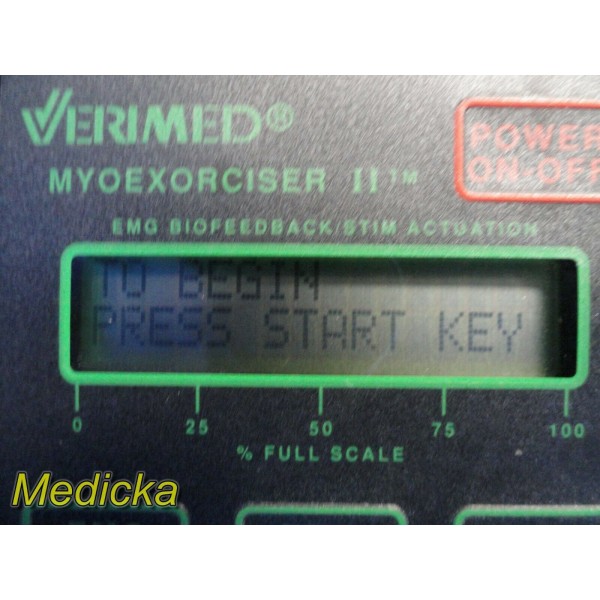 VERIMED®
MYOEXORCISER II™
POWER
ON-OFF
EMG BIOFEEDBACK/STIM ACTUATION
TO BEGIN
PRESS START KEY
0 25 50 75 100
% FULL SCALE
Medicka